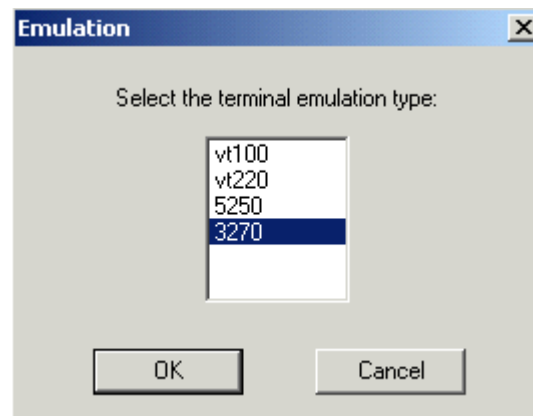 Emulation
Select the terminal emulation type:
vt100
vt220
5250
3270
OK Cancel